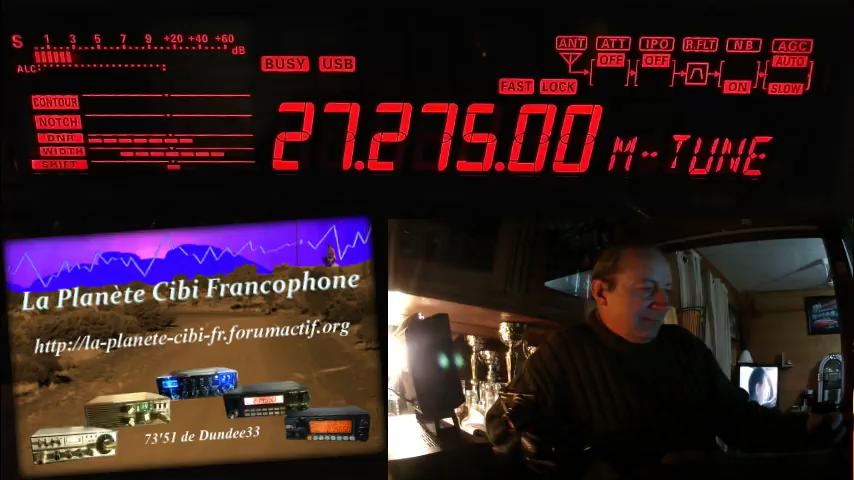 S 1 3 5 7 9 +20 +40 +60 dB
ALC
BUSY USB
ANT ATT IPO R.FLT NB AGC
OFF OFF AUTO
ON SLOW
FAST LOCK
CONTOUR
NOTCH
DNR
WIDTH
SHIFT
27.275.00 M--TUNE
La Planète Cibi Francophone
http://la-planete-cibi-fr.forumactif.org
73'51 de Dundee33